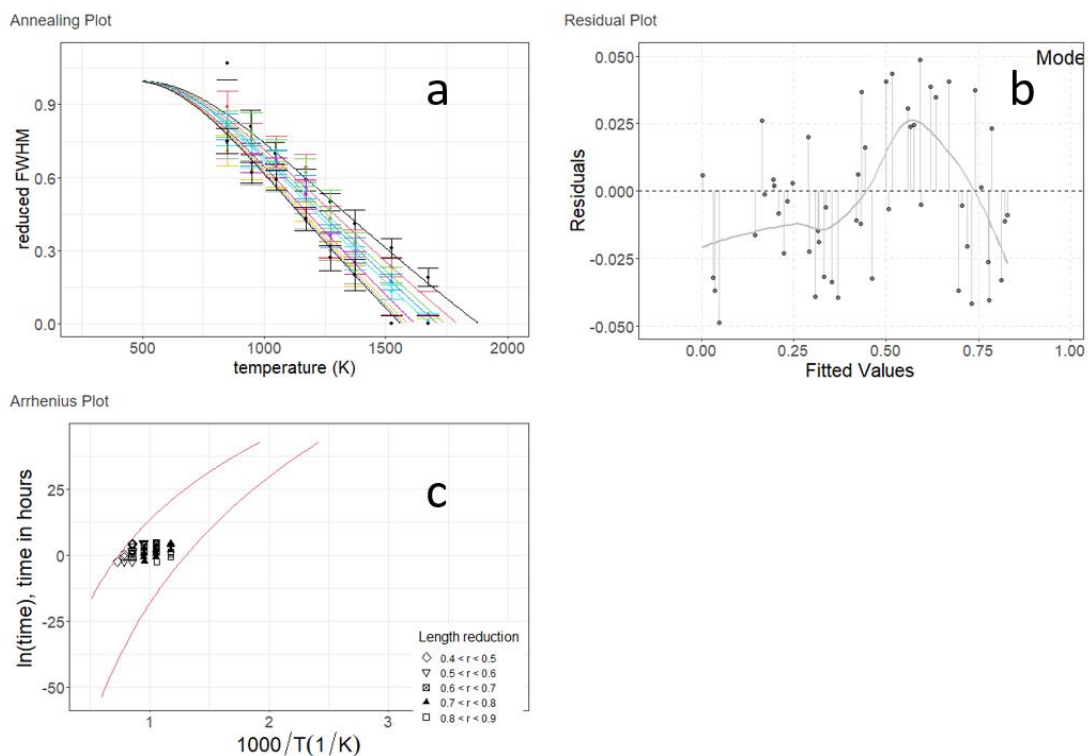 Annealing Plot
a
reduced FWHM
0.9
0.6
0.3
0.0
500
1000
1500
2000
temperature (K)
Residual Plot
Mode
b
Residuals
0.050
0.025
0.000
-0.025
-0.050
0.00
0.25
0.50
0.75
1.00
Fitted Values
Arrhenius Plot
c
ln(time), time in hours
25
0
-25
-50
1
2
3
1000/T(1/K)
Length reduction
0.4 < r < 0.5
0.5 < r < 0.6
0.6 < r < 0.7
0.7 < r < 0.8
0.8 < r < 0.9